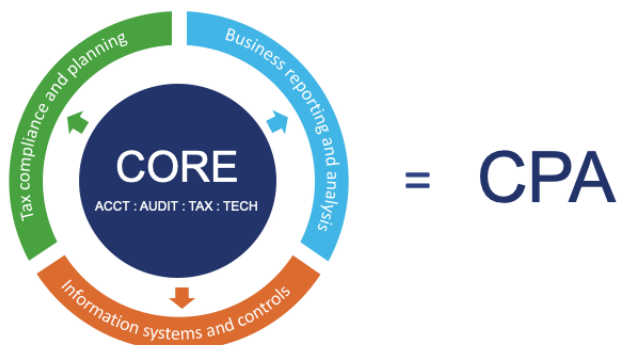 Tax compliance and planning
Business reporting and analysis
CORE
ACCT : AUDIT : TAX : TECH
Information systems and controls
= CPA